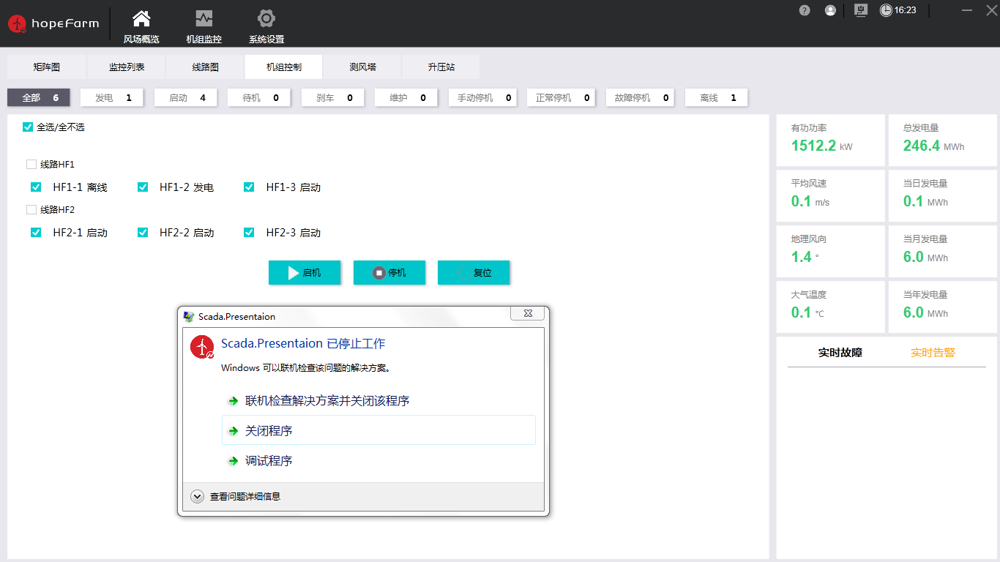 hopeFarm
风场概览
机组监控
系统设置
?
16:23
矩阵图
监控列表
线路图
机组控制
测风塔
升压站
全部 6
发电 1
启动 4
待机 0
刹车 0
维护 0
手动停机 0
正常停机 0
故障停机 0
离线 1
全选/全不选
线路HF1
HF1-1 离线 HF1-2 发电 HF1-3 启动
线路HF2
HF2-1 启动 HF2-2 启动 HF2-3 启动
启机
停机
复位
Scada.Presentaion
Scada.Presentaion 已停止工作
Windows 可以联机检查该问题的解决方案。
联机检查解决方案并关闭该程序
关闭程序
调试程序
查看问题详细信息
有功功率
1512.2 kW
总发电量
246.4 MWh
平均风速
0.1 m/s
当日发电量
0.1 MWh
地理风向
1.4 °
当月发电量
6.0 MWh
大气温度
0.1 ℃
当年发电量
6.0 MWh
实时故障
实时告警